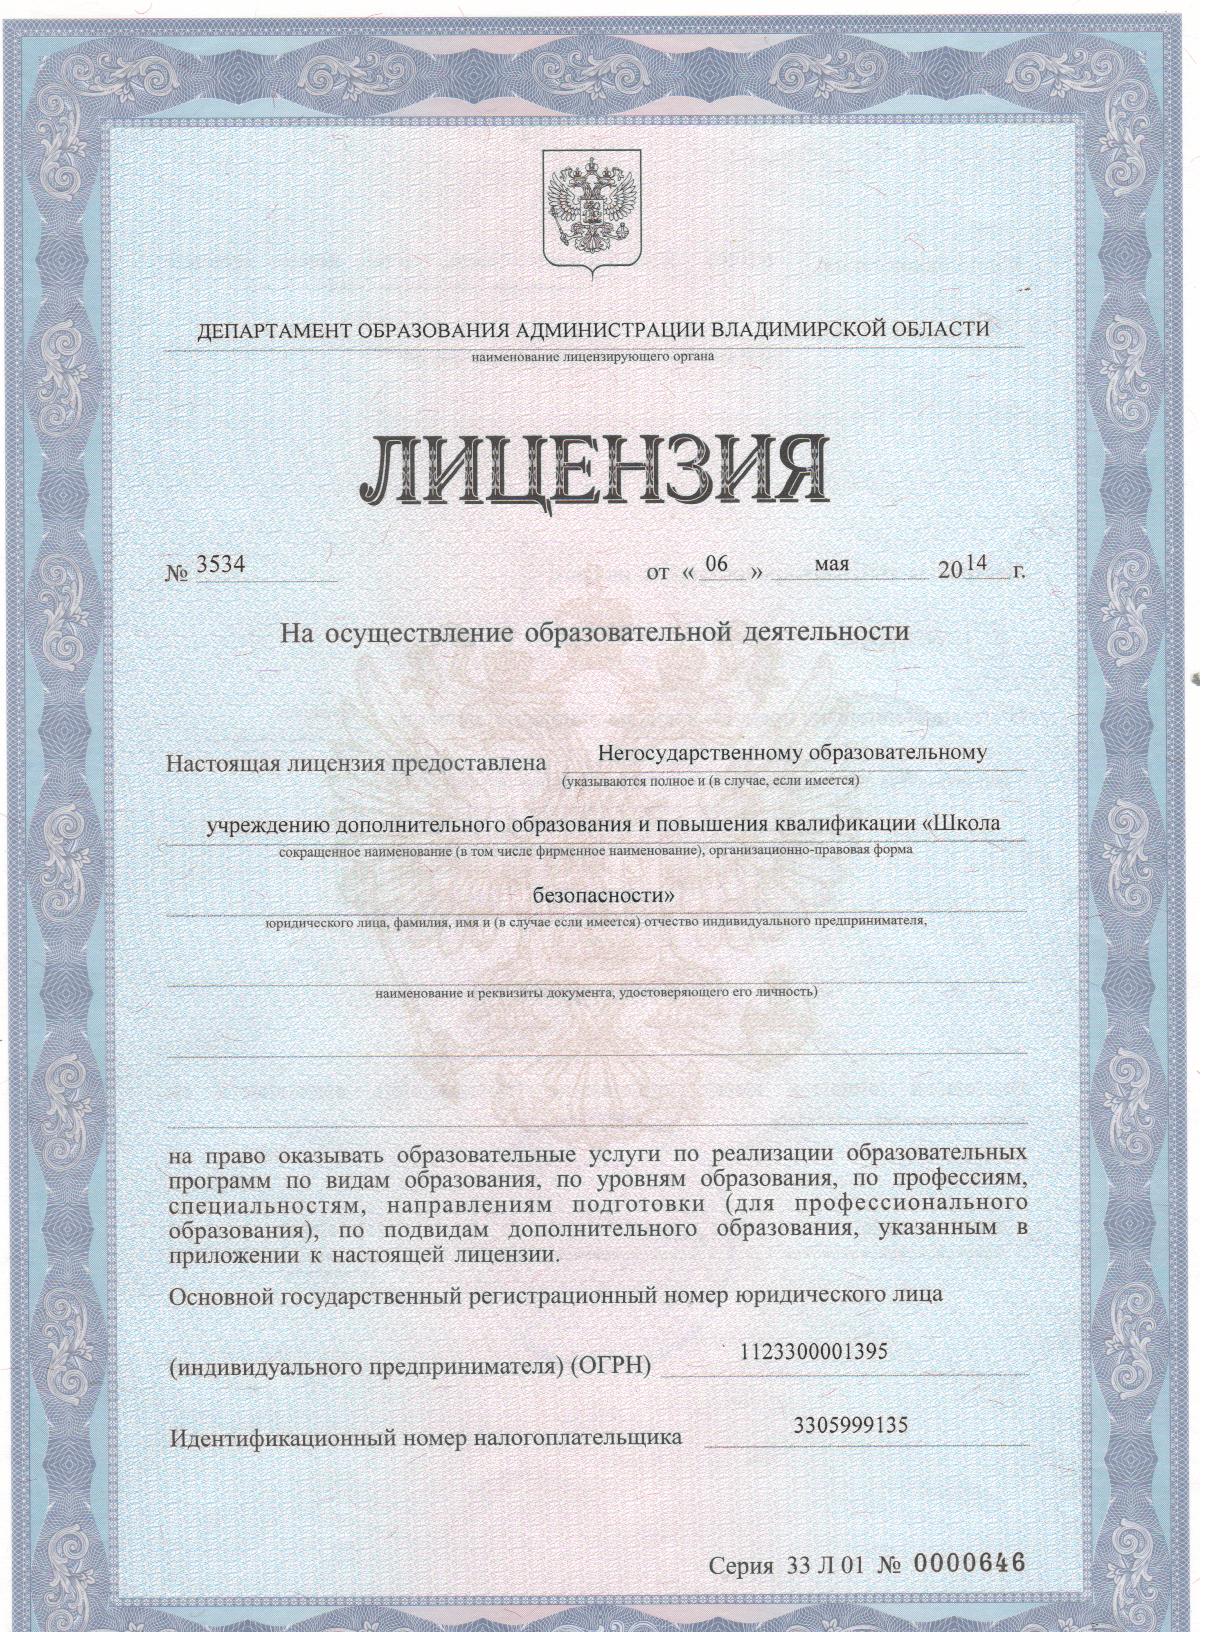 ДЕПАРТАМЕНТ ОБРАЗОВАНИЯ АДМИНИСТРАЦИИ ВЛАДИМИРСКОЙ ОБЛАСТИ
наименование лицензирующего органа
ЛИЦЕНЗИЯ
№ 3534 от « 06 » мая 2014 г.
На осуществление образовательной деятельности
Настоящая лицензия предоставлена Негосударственному образовательному
(указываются полное и (в случае, если имеется)
учреждению дополнительного образования и повышения квалификации «Школа
сокращенное наименование (в том числе фирменное наименование), организационно-правовая форма
безопасности»
юридического лица, фамилия, имя и (в случае если имеется) отчество индивидуального предпринимателя,
наименование и реквизиты документа, удостоверяющего его личность)
на право оказывать образовательные услуги по реализации образовательных
программ по видам образования, по уровням образования, по профессиям,
специальностям, направлениям подготовки (для профессионального
образования), по подвидам дополнительного образования, указанным в
приложении к настоящей лицензии.
Основной государственный регистрационный номер юридического лица
(индивидуального предпринимателя) (ОГРН) 1123300001395
Идентификационный номер налогоплательщика 3305999135
Серия 33 Л 01 № 0000646